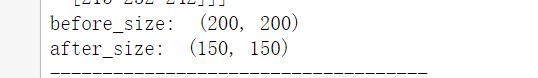 before_size:  (200, 200)
after_size:  (150, 150)
------------------------------------